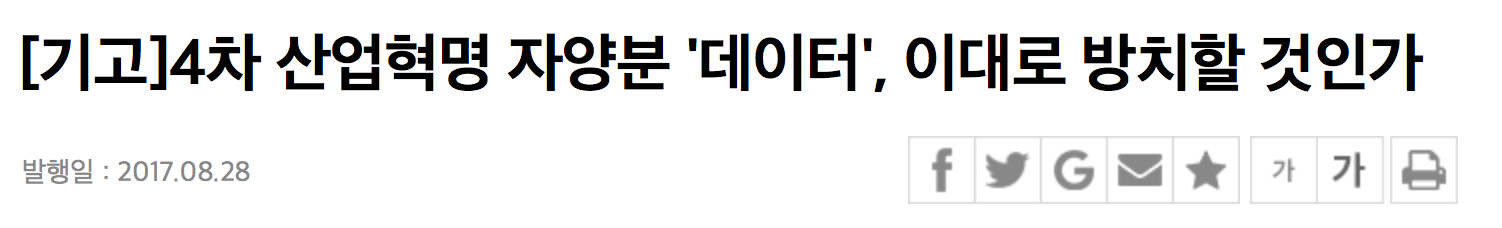 [기고]4차 산업혁명 자양분 '데이터', 이대로 방치할 것인가
발행일 : 2017.08.28
가 가